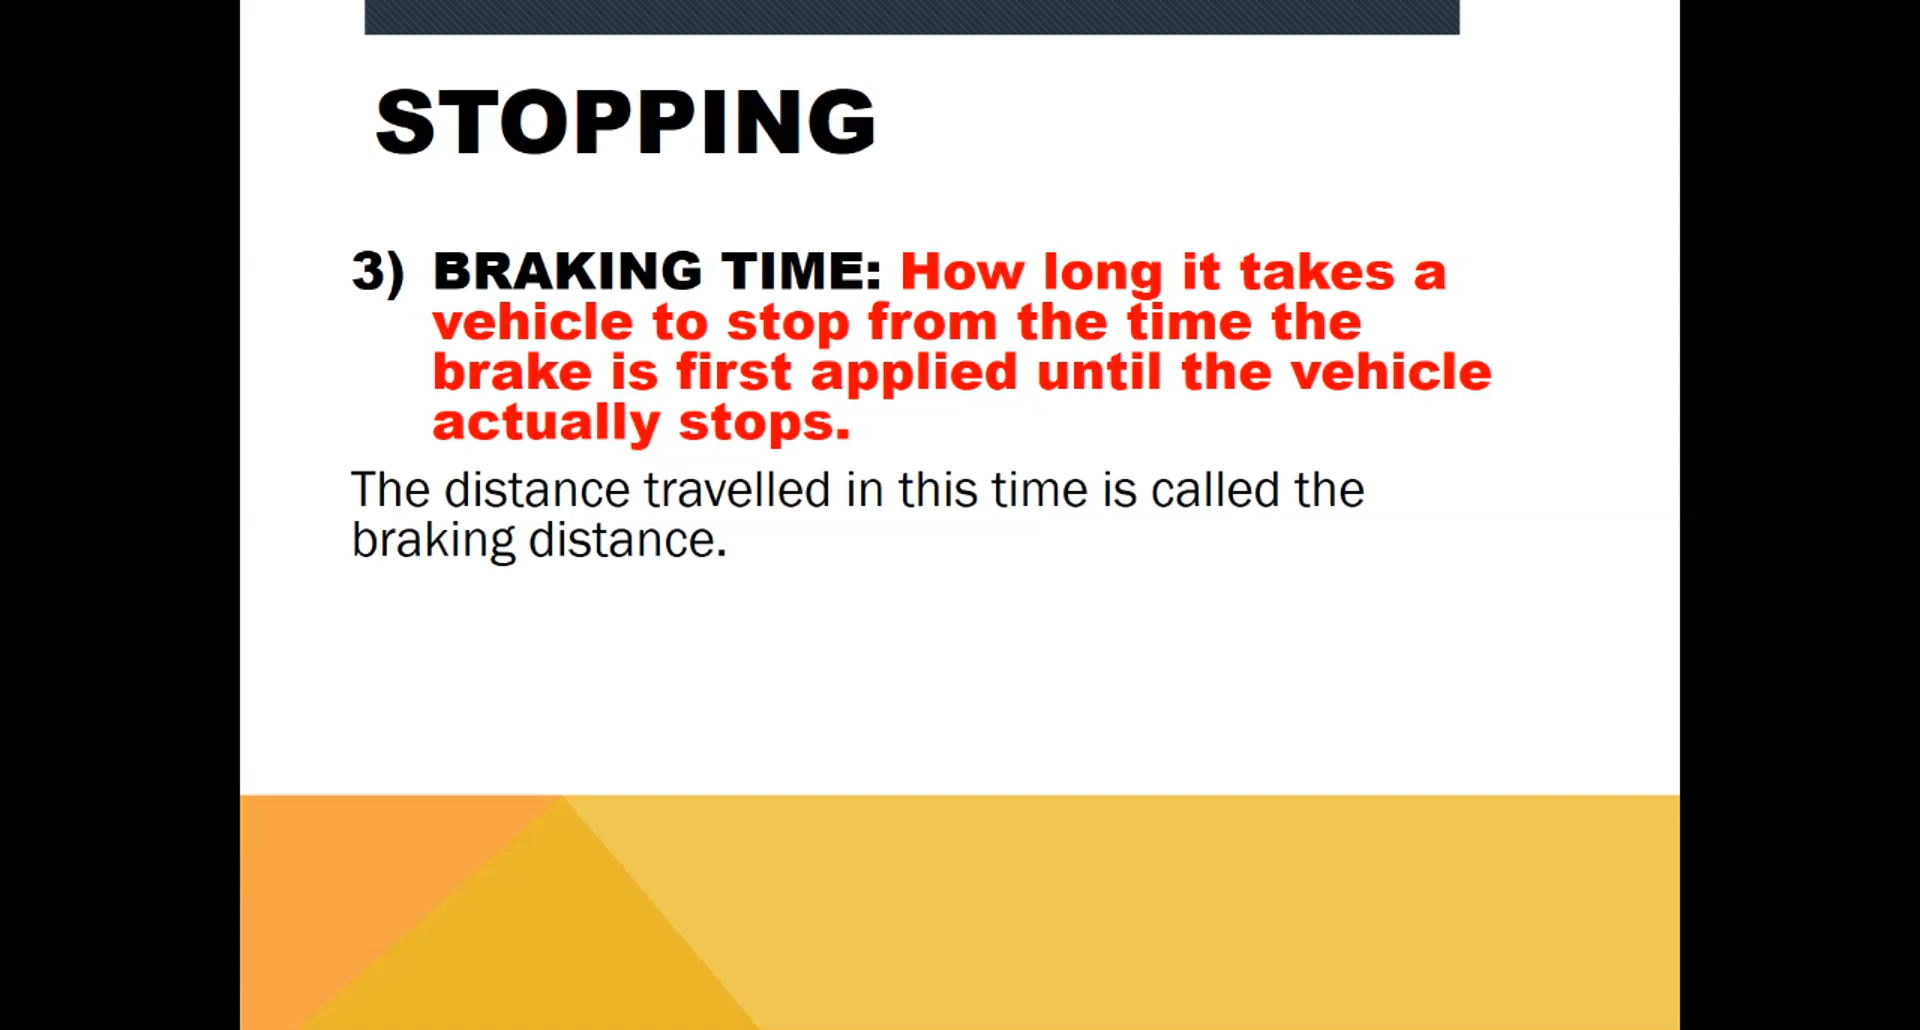 STOPPING
3) BRAKING TIME: How long it takes a
vehicle to stop from the time the
brake is first applied until the vehicle
actually stops.
The distance travelled in this time is called the
braking distance.